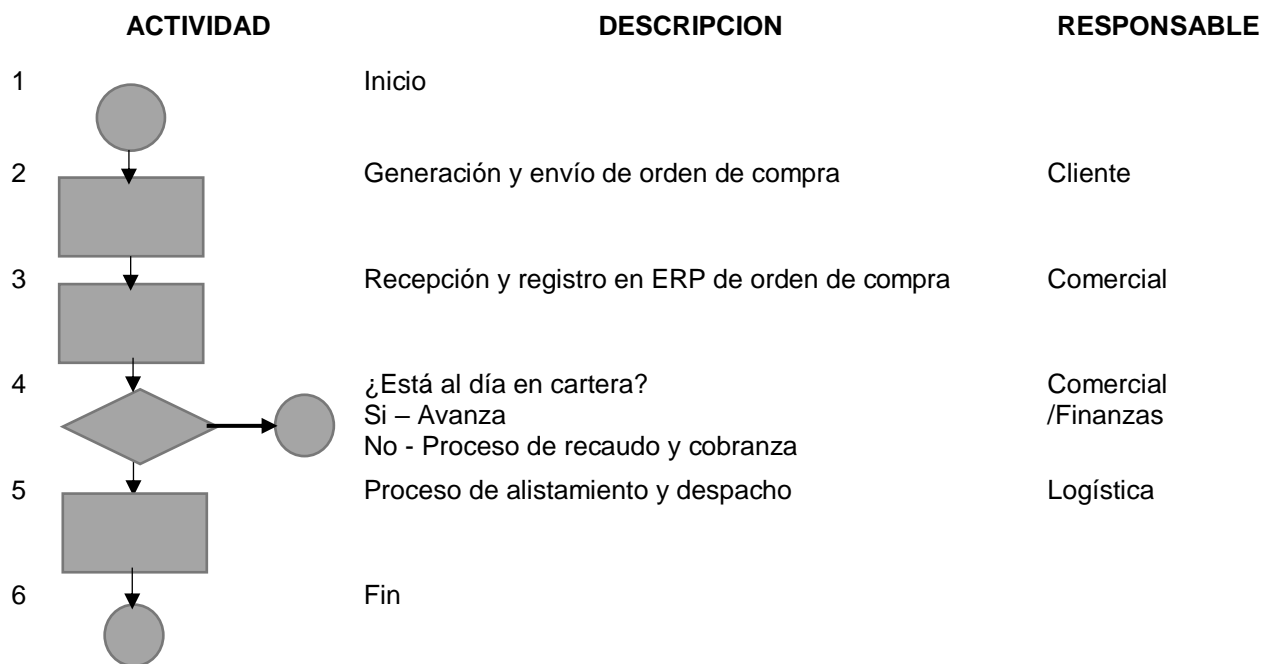 ACTIVIDAD DESCRIPCION RESPONSABLE
1 Inicio
2 Generación y envío de orden de compra Cliente
3 Recepción y registro en ERP de orden de compra Comercial
4 ¿Está al día en cartera? Comercial
Si – Avanza /Finanzas
No - Proceso de recaudo y cobranza
5 Proceso de alistamiento y despacho Logística
6 Fin